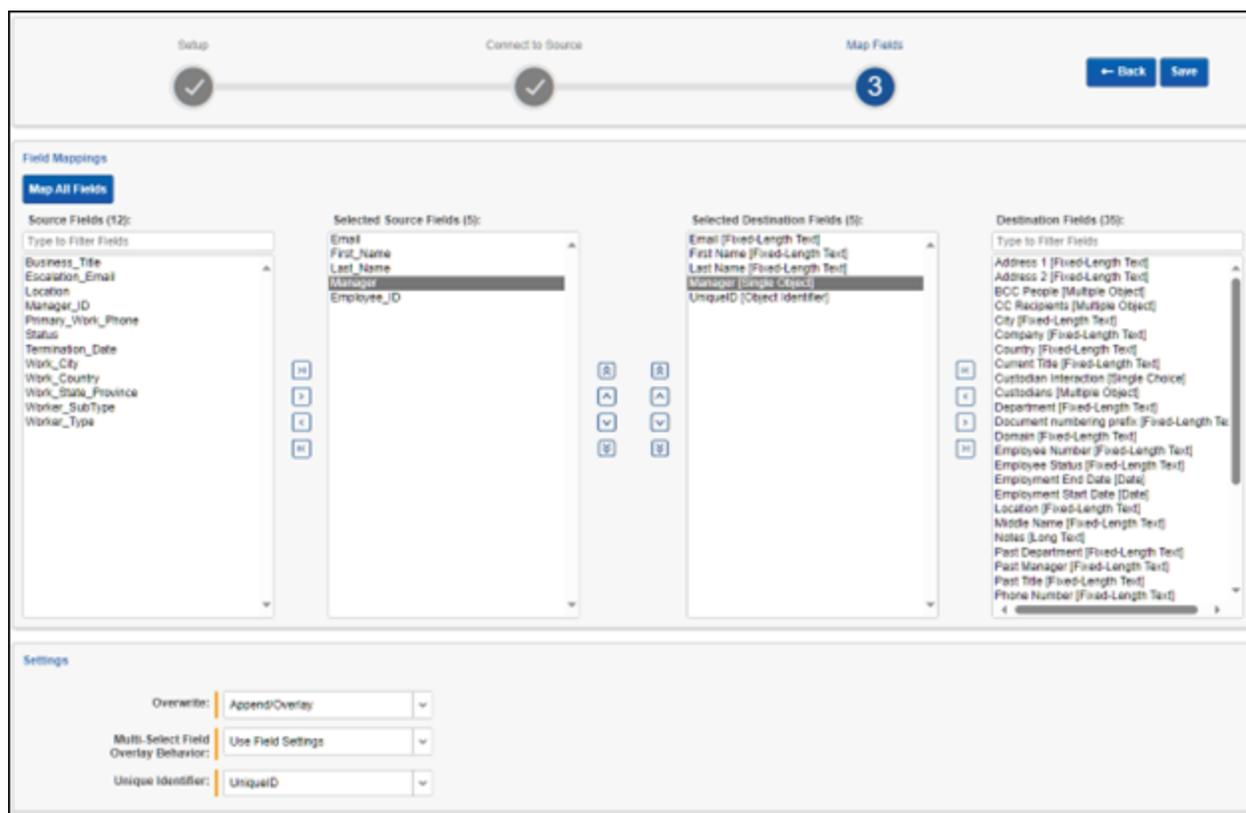 Setup
Connect to Source
Map Fields
3
← Back
Save
Field Mappings
Map All Fields
Source Fields (12):
Type to Filter Fields
Business_Title
Escalation_Email
Location
Manager_ID
Primary_Work_Phone
Status
Termination_Date
Work_City
Work_Country
Work_State_Province
Worker_SubType
Worker_Type
Selected Source Fields (5):
Email
First_Name
Last_Name
Manager
Employee_ID
Selected Destination Fields (5):
Email [Fixed-Length Text]
First Name [Fixed-Length Text]
Last Name [Fixed-Length Text]
Manager [Single Object]
UniqueID [Object Identifier]
Destination Fields (35):
Type to Filter Fields
Address 1 [Fixed-Length Text]
Address 2 [Fixed-Length Text]
BCC People [Multiple Object]
CC Recipients [Multiple Object]
City [Fixed-Length Text]
Company [Fixed-Length Text]
Country [Fixed-Length Text]
Current Title [Fixed-Length Text]
Custodian Interaction [Single Choice]
Custodians [Multiple Object]
Department [Fixed-Length Text]
Document numbering prefix [Fixed-Length Te
Domain [Fixed-Length Text]
Employee Number [Fixed-Length Text]
Employee Status [Fixed-Length Text]
Employment End Date [Date]
Employment Start Date [Date]
Location [Fixed-Length Text]
Middle Name [Fixed-Length Text]
Notes [Long Text]
Past Department [Fixed-Length Text]
Past Manager [Fixed-Length Text]
Past Title [Fixed-Length Text]
Phone Number [Fixed-Length Text]
Settings
Overwrite:
Append/Overlay
Multi-Select Field
Overlay Behavior:
Use Field Settings
Unique Identifier:
UniqueID